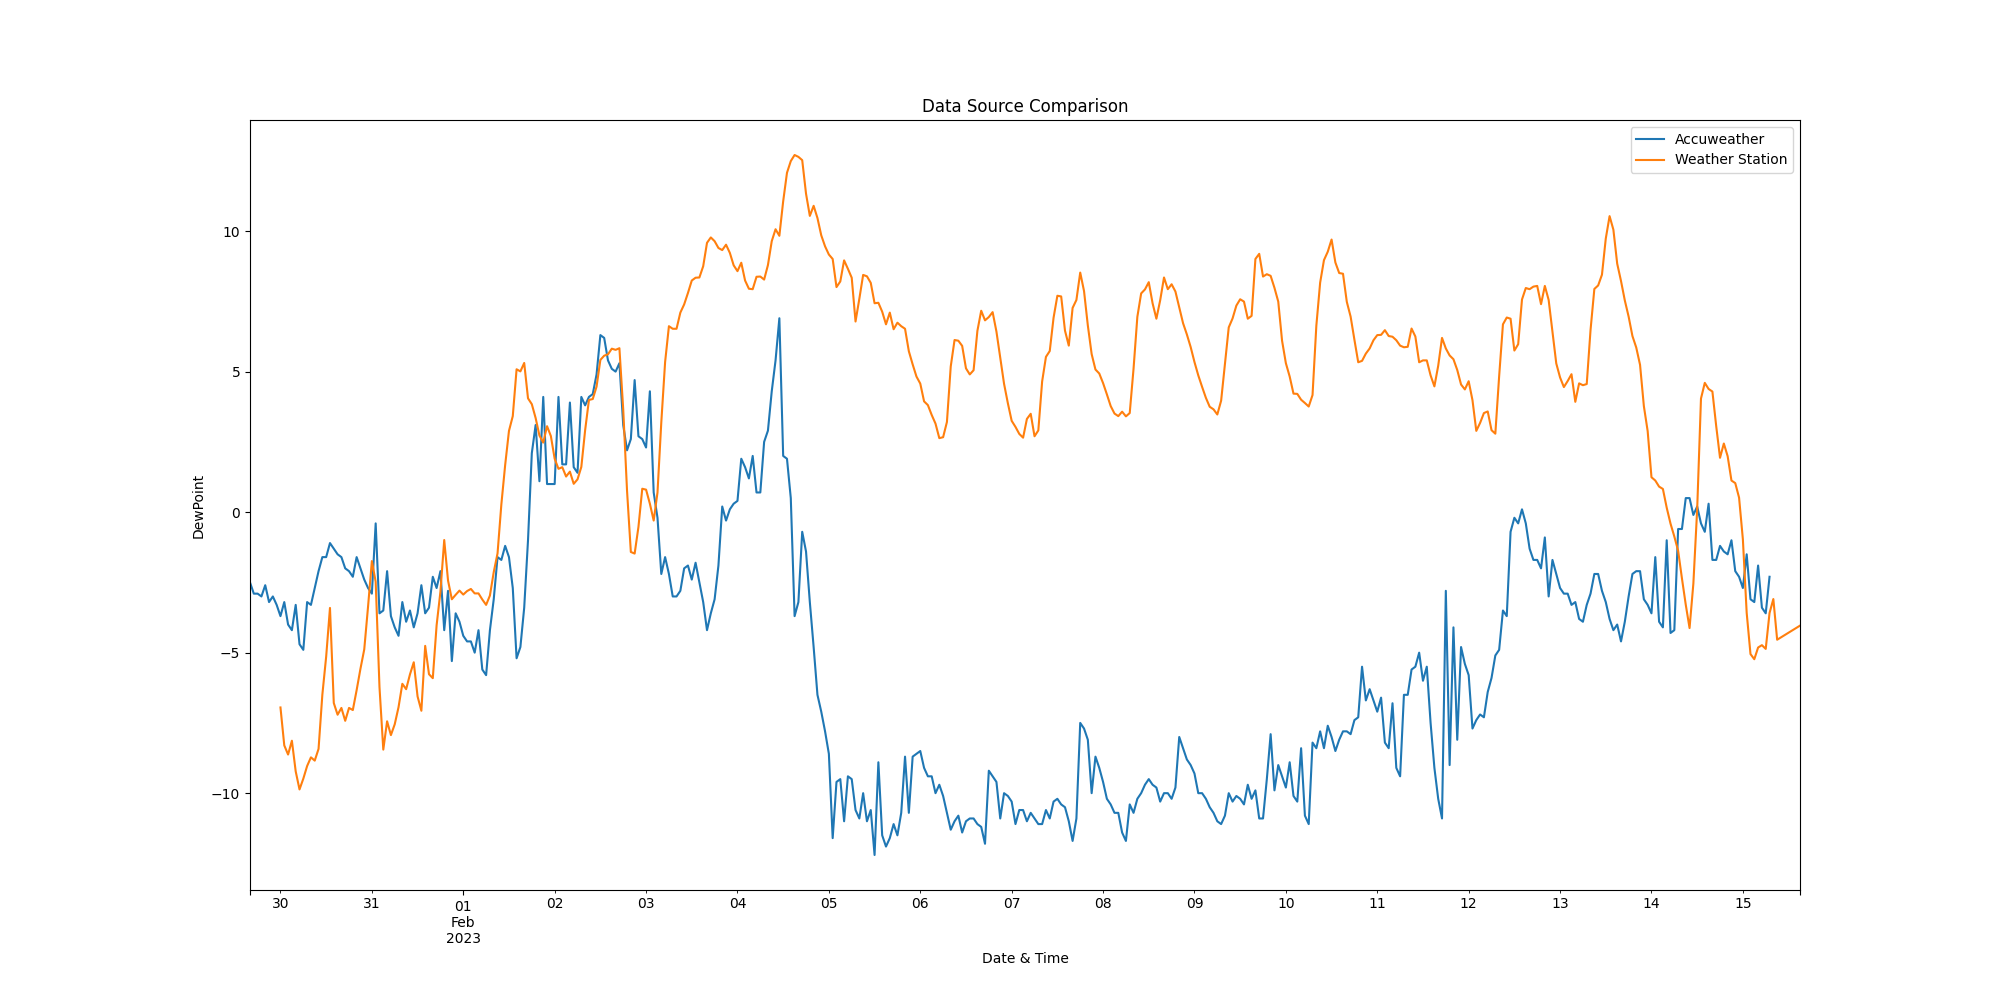 Data Source Comparison
Accuweather
Weather Station
DewPoint
10
5
0
−5
−10
30 31 01 02 03 04 05 06 07 08 09 10 11 12 13 14 15
Feb
2023
Date & Time